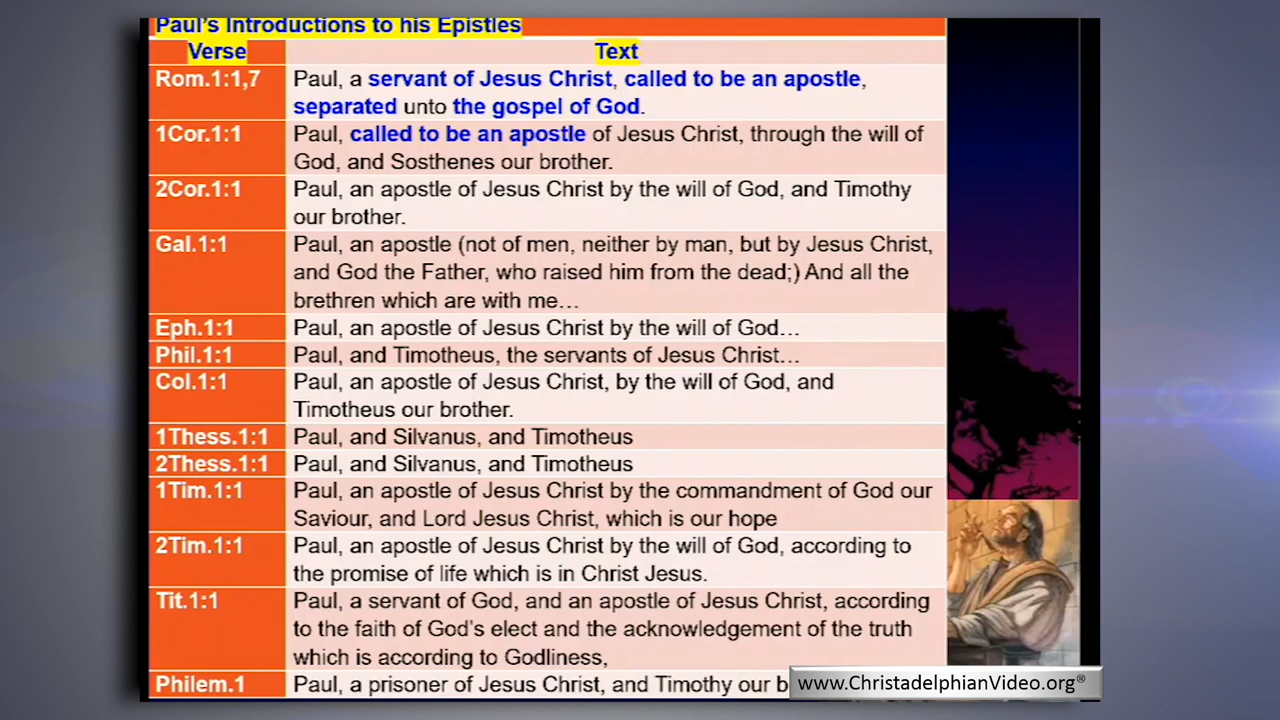 Paul's Introductions to his Epistles
Verse Text
Rom.1:1,7 Paul, a servant of Jesus Christ, called to be an apostle,
separated unto the gospel of God.
1Cor.1:1 Paul, called to be an apostle of Jesus Christ, through the will of
God, and Sosthenes our brother.
2Cor.1:1 Paul, an apostle of Jesus Christ by the will of God, and Timothy
our brother.
Gal.1:1 Paul, an apostle (not of men, neither by man, but by Jesus Christ,
and God the Father, who raised him from the dead;) And all the
brethren which are with me…
Eph.1:1 Paul, an apostle of Jesus Christ by the will of God…
Phil.1:1 Paul, and Timotheus, the servants of Jesus Christ…
Col.1:1 Paul, an apostle of Jesus Christ, by the will of God, and
Timotheus our brother.
1Thess.1:1 Paul, and Silvanus, and Timotheus
2Thess.1:1 Paul, and Silvanus, and Timotheus
1Tim.1:1 Paul, an apostle of Jesus Christ by the commandment of God our
Saviour, and Lord Jesus Christ, which is our hope
2Tim.1:1 Paul, an apostle of Jesus Christ by the will of God, according to
the promise of life which is in Christ Jesus.
Tit.1:1 Paul, a servant of God, and an apostle of Jesus Christ, according
to the faith of God's elect and the acknowledgement of the truth
which is according to Godliness,
Philem.1 Paul, a prisoner of Jesus Christ, and Timothy our
www.ChristadelphianVideo.org®